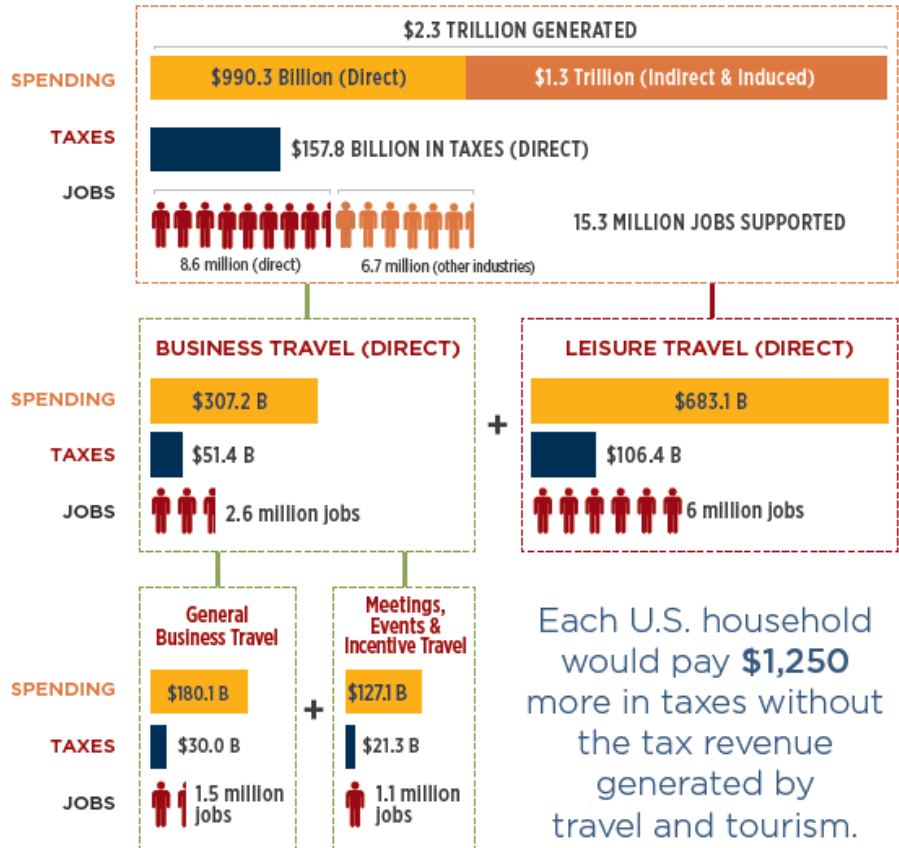 $2.3 TRILLION GENERATED
SPENDING
$990.3 Billion (Direct)
$1.3 Trillion (Indirect & Induced)
TAXES
$157.8 BILLION IN TAXES (DIRECT)
JOBS
15.3 MILLION JOBS SUPPORTED
8.6 million (direct)
6.7 million (other industries)
BUSINESS TRAVEL (DIRECT)
SPENDING
$307.2 B
TAXES
$51.4 B
JOBS
2.6 million jobs
+
LEISURE TRAVEL (DIRECT)
$683.1 B
$106.4 B
6 million jobs
General
Business Travel
SPENDING
$180.1 B
TAXES
$30.0 B
JOBS
1.5 million
jobs
+
Meetings,
Events &
Incentive Travel
$127.1 B
$21.3 B
1.1 million
jobs
Each U.S. household
would pay $1,250
more in taxes without
the tax revenue
generated by
travel and tourism.